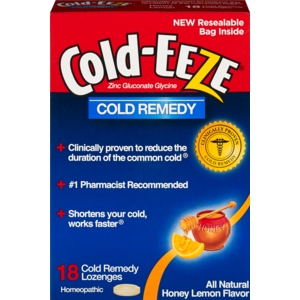 NEW Resealable
Bag Inside
Cold-EEZE
Zinc Gluconate Glycine
COLD REMEDY
+ Clinically proven to reduce the
duration of the common cold®
CLINICALLY PROVEN
COLD REMEDY
+ #1 Pharmacist Recommended
+ Shortens your cold,
works faster*
18 Cold Remedy
Lozenges
Homeopathic
All Natural
Honey Lemon Flavor